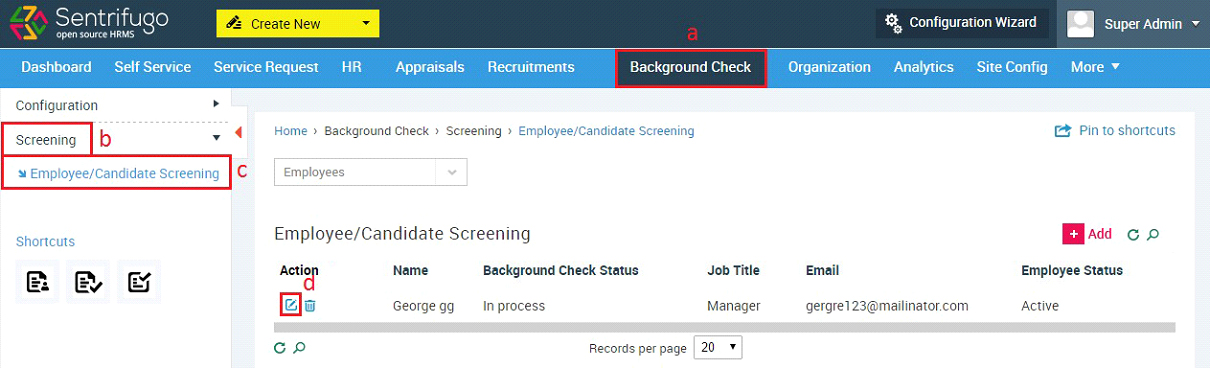 Sentrifugo
open source HRMS
Create New
Configuration Wizard
Super Admin
a
Dashboard Self Service Service Request HR Appraisals Recruitments Background Check Organization Analytics Site Config More
Configuration
Screening b
Employee/Candidate Screening c
Home › Background Check › Screening › Employee/Candidate Screening
Pin to shortcuts
Employees
Shortcuts
Employee/Candidate Screening
+ Add
Action Name Background Check Status Job Title Email Employee Status
d
George gg In process Manager gergre123@mailinator.com Active
Records per page 20